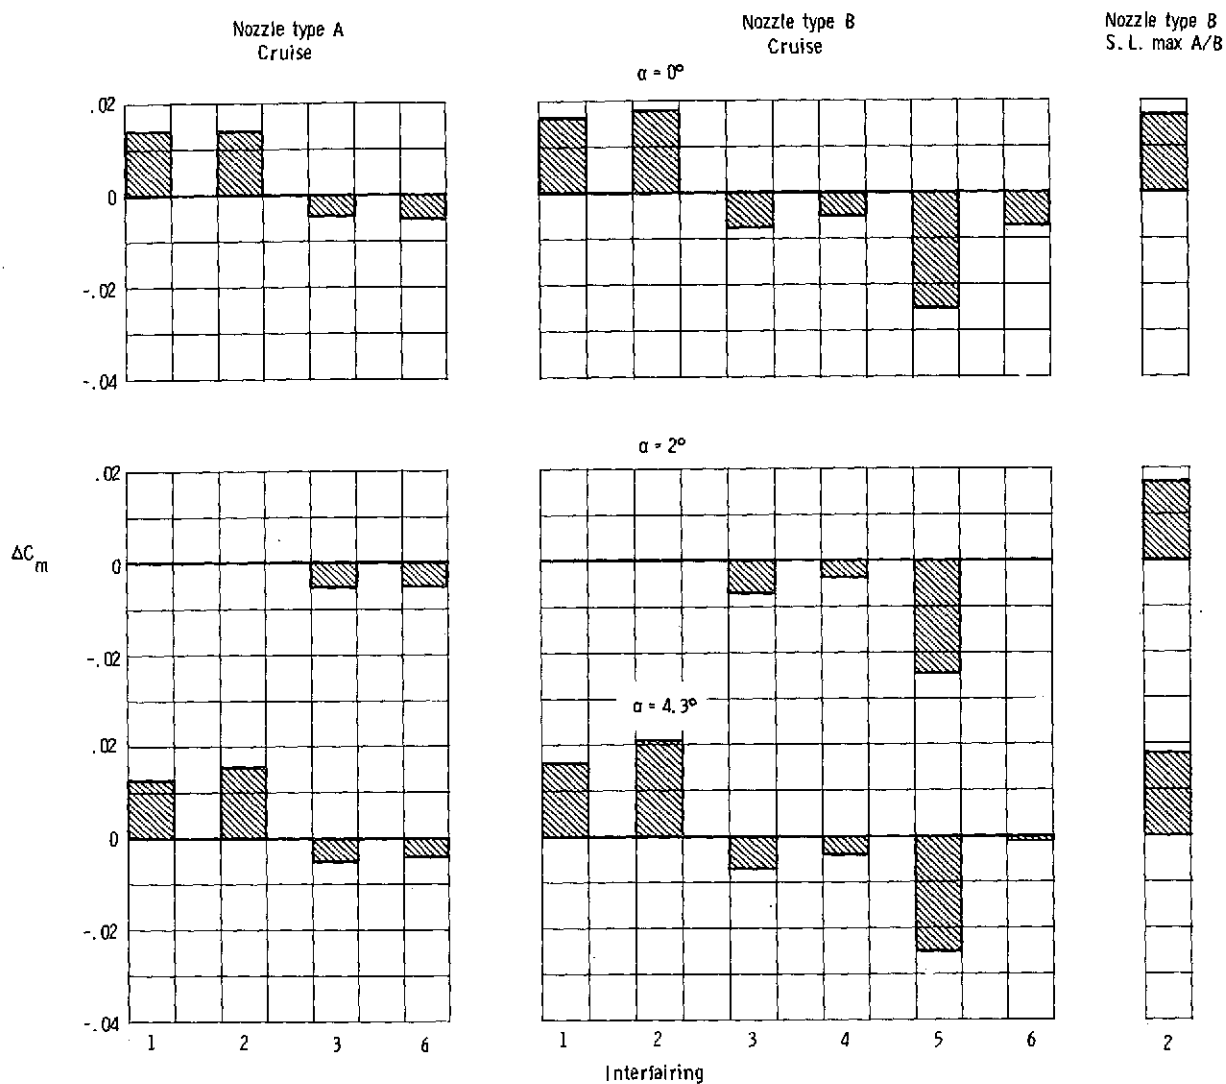 Nozzle type A
Cruise
Nozzle type B
Cruise
Nozzle type B
S. L. max A/B
α = 0°
.02
0
-.02
-.04
α = 2°
.02
ΔCm
0
-.02
α = 4.3°
.02
0
-.02
-.04
1 2 3 6
1 2 3 4 5 6
2
Interfairing